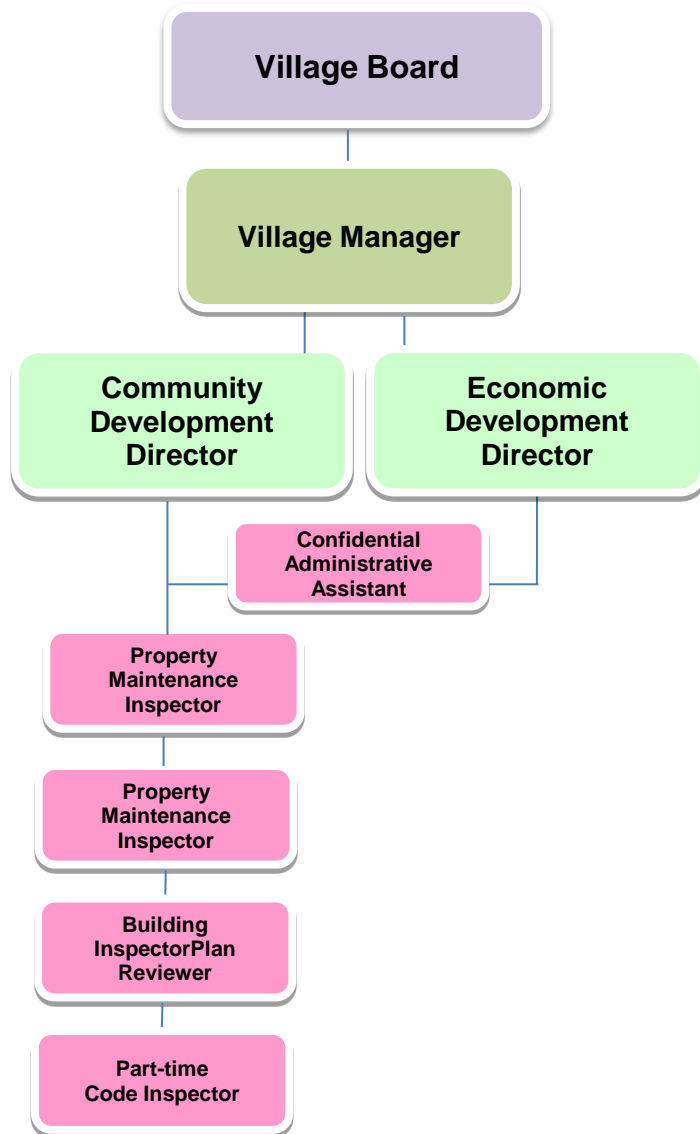 Village Board
Village Manager
Community
Development
Director
Economic
Development
Director
Confidential
Administrative
Assistant
Property
Maintenance
Inspector
Property
Maintenance
Inspector
Building
InspectorPlan
Reviewer
Part-time
Code Inspector